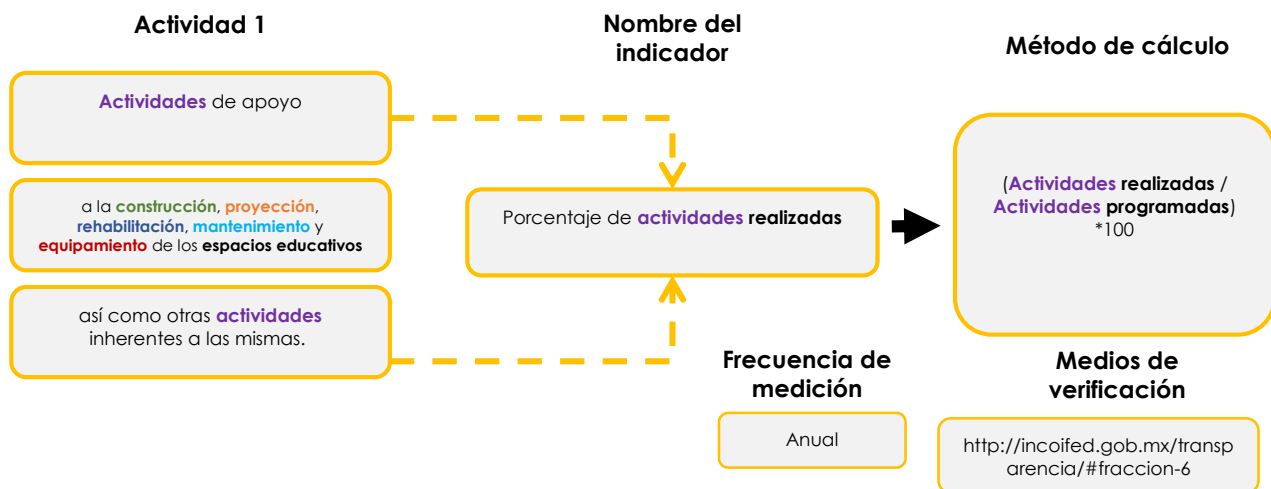 Actividad 1
Actividades de apoyo
a la construcción, proyección,
rehabilitación, mantenimiento y
equipamiento de los espacios educativos
así como otras actividades
inherentes a las mismas.
Nombre del
indicador
Porcentaje de actividades realizadas
Método de cálculo
(Actividades realizadas /
Actividades programadas)
*100
Frecuencia de
medición
Anual
Medios de
verificación
http://incoifed.gob.mx/transp
arencia/#fraccion-6